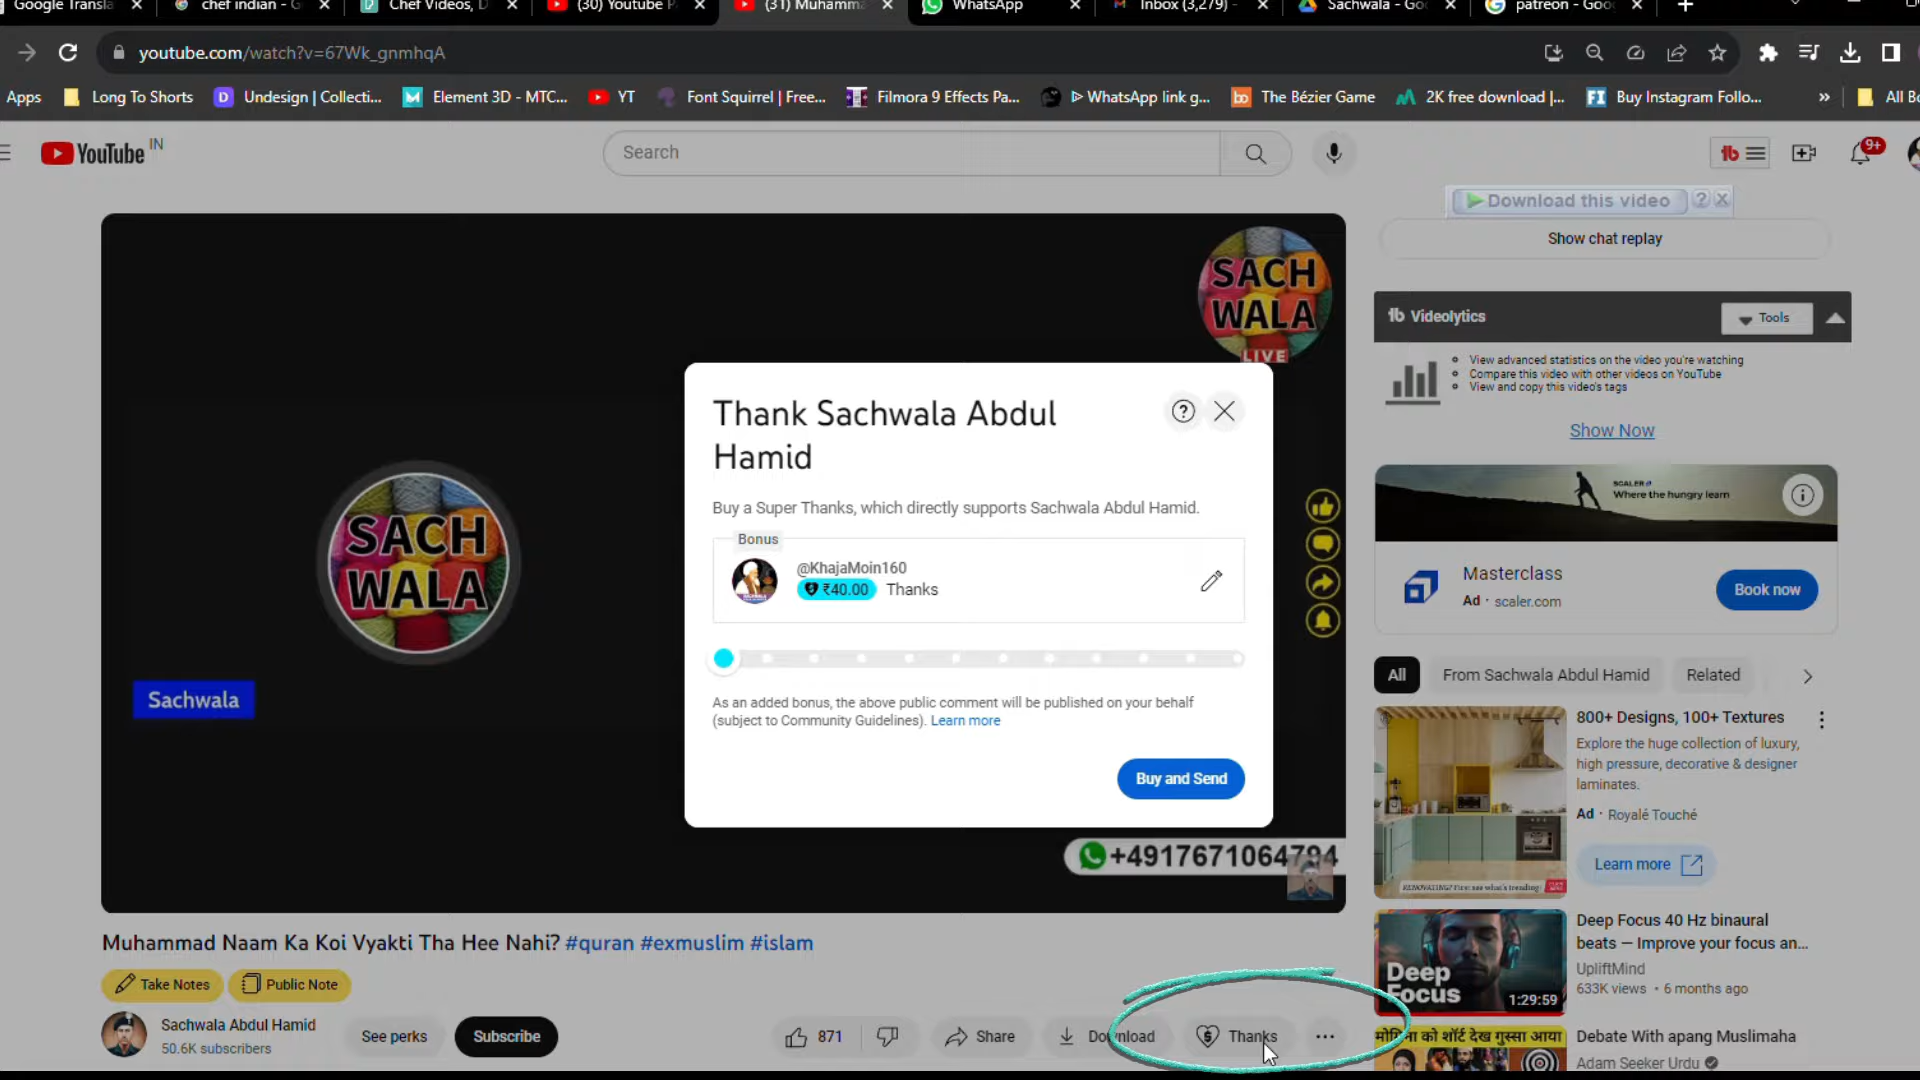 Google Transla
chef indian - G
Chef Videos, D
(30) Youtube P
(31) Muhamma
WhatsApp
Inbox (3,279) -
Sachwala - Goo
patreon - Goo
youtube.com/watch?v=67Wk_gnmhqA
Apps
Long To Shorts
Undesign | Collecti...
Element 3D - MTC...
YT
Font Squirrel | Free...
Filmora 9 Effects Pa...
WhatsApp link g...
The Bézier Game
2K free download |...
FI
Buy Instagram Follo...
»
All Bo
YouTube IN
Search
9+
Download this video
?
X
Show chat replay
SACH
WALA
LIVE
Videolytics
Tools
View advanced statistics on the video you're watching
Compare this video with other videos on YouTube
View and copy this video's tags
Show Now
Thank Sachwala Abdul
Hamid
Buy a Super Thanks, which directly supports Sachwala Abdul Hamid.
Bonus
@KhajaMoin160
₹40.00 Thanks
As an added bonus, the above public comment will be published on your behalf
(subject to Community Guidelines). Learn more
Buy and Send
SACH
WALA
Sachwala
+4917671064794
SCALER
Where the hungry learn
Masterclass
Ad · scaler.com
Book now
All
From Sachwala Abdul Hamid
Related
800+ Designs, 100+ Textures
Explore the huge collection of luxury,
high pressure, decorative & designer
laminates.
Ad · Royalé Touché
Learn more
Muhammad Naam Ka Koi Vyakti Tha Hee Nahi? #quran #exmuslim #islam
Take Notes
Public Note
Sachwala Abdul Hamid
50.6K subscribers
See perks
Subscribe
871
Share
Download
Thanks
Deep
Focus
1:29:59
Deep Focus 40 Hz binaural
beats — Improve your focus an...
UpliftMind
633K views • 6 months ago
को शॉर्ट देख गुस्सा आया
Debate With apang Muslimaha
Adam Seeker Urdu